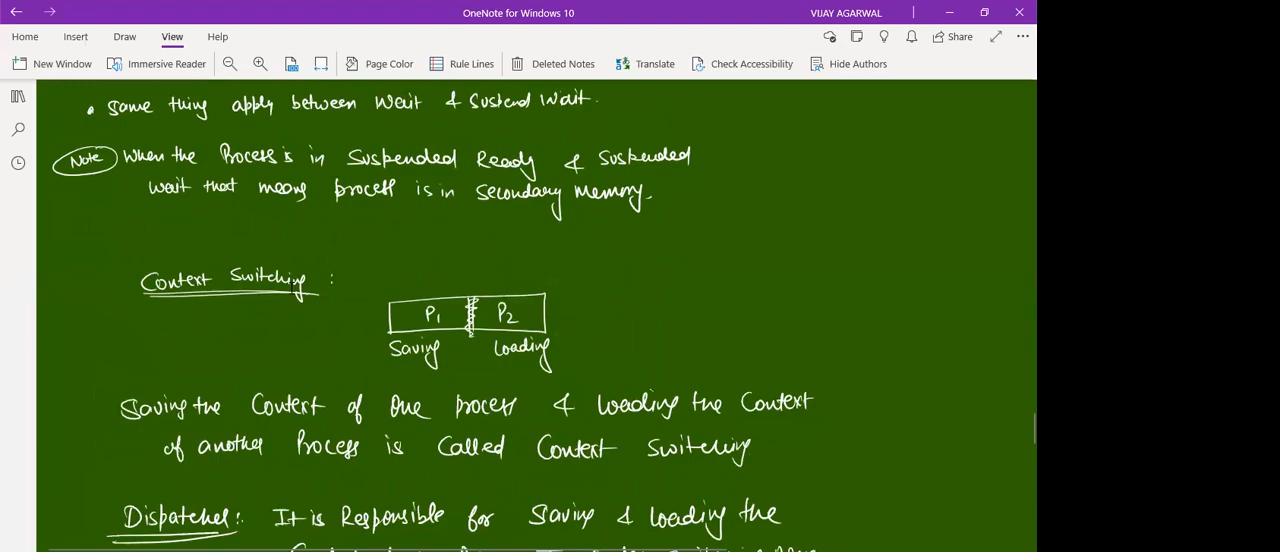 OneNote for Windows 10
VIJAY AGARWAL
Home Insert Draw View Help
Share
New Window Immersive Reader Page Color Rule Lines Deleted Notes Translate Check Accessibility Hide Authors
• Same thing apply between Wait & Suspend Wait.
Note When the Process is in Suspended Ready & Suspended
wait that means process is in Secondary Memory.
Context Switching :
P1 P2
Saving Loading
Saving the Context of One process & loading the Context
of another Process is Called Context Switching
Dispatcher: It is Responsible for Saving & loading the